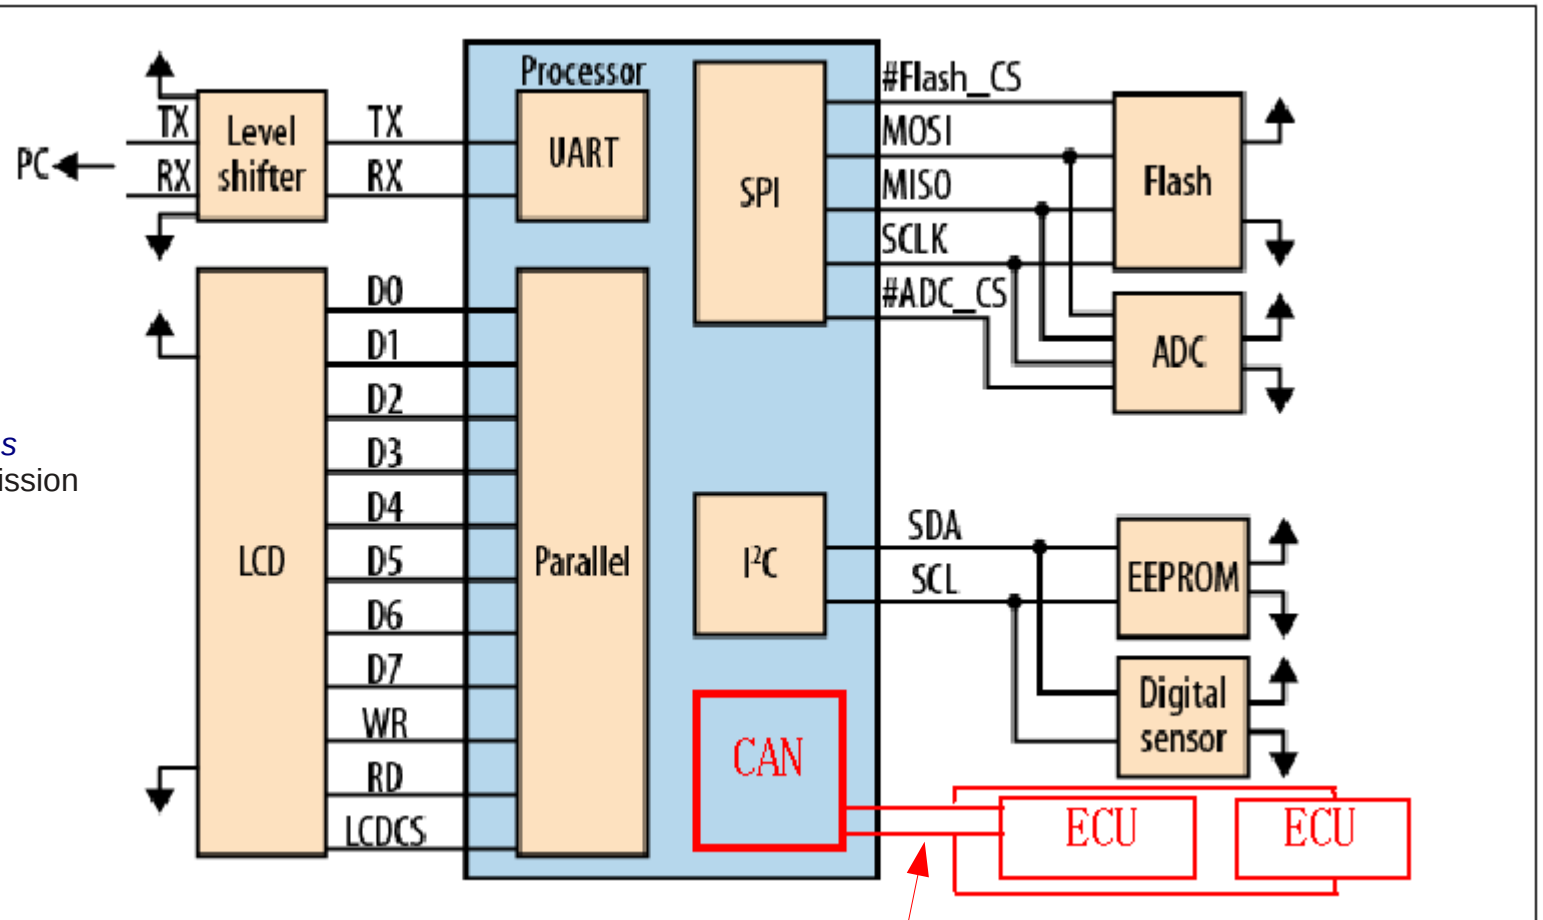 Processor
#Flash_CS
TX
Level
shifter
TX
UART
MOSI
PC
RX
RX
SPI
MISO
Flash
SCLK
#ADC_CS
D0
D1
ADC
D2
s
D3
ission
D4
SDA
LCD
D5
Parallel
I²C
SCL
EEPROM
D6
D7
Digital
sensor
WR
CAN
RD
LCDCS
ECU
ECU